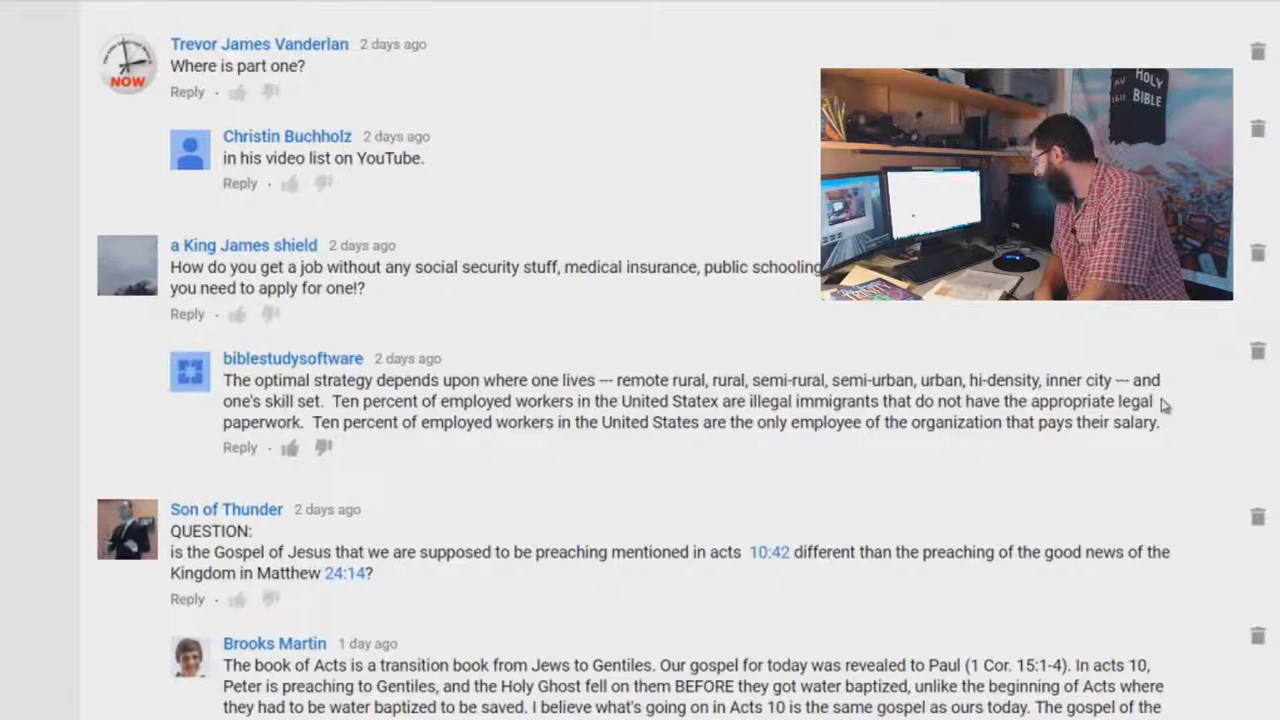 Trevor James Vanderlan 2 days ago
NOW
Where is part one?
Reply ·
Christin Buchholz 2 days ago
in his video list on YouTube.
Reply ·
AV HOLY
1611 BIBLE
a King James shield 2 days ago
How do you get a job without any social security stuff, medical insurance, public schooling
you need to apply for one!?
Reply ·
biblestudysoftware 2 days ago
The optimal strategy depends upon where one lives --- remote rural, rural, semi-rural, semi-urban, urban, hi-density, inner city --- and
one's skill set. Ten percent of employed workers in the United Statex are illegal immigrants that do not have the appropriate legal
paperwork. Ten percent of employed workers in the United States are the only employee of the organization that pays their salary.
Reply ·
Son of Thunder 2 days ago
QUESTION:
is the Gospel of Jesus that we are supposed to be preaching mentioned in acts 10:42 different than the preaching of the good news of the
Kingdom in Matthew 24:14?
Reply ·
Brooks Martin 1 day ago
The book of Acts is a transition book from Jews to Gentiles. Our gospel for today was revealed to Paul (1 Cor. 15:1-4). In acts 10,
Peter is preaching to Gentiles, and the Holy Ghost fell on them BEFORE they got water baptized, unlike the beginning of Acts where
they had to be water baptized to be saved. I believe what's going on in Acts 10 is the same gospel as ours today. The gospel of the